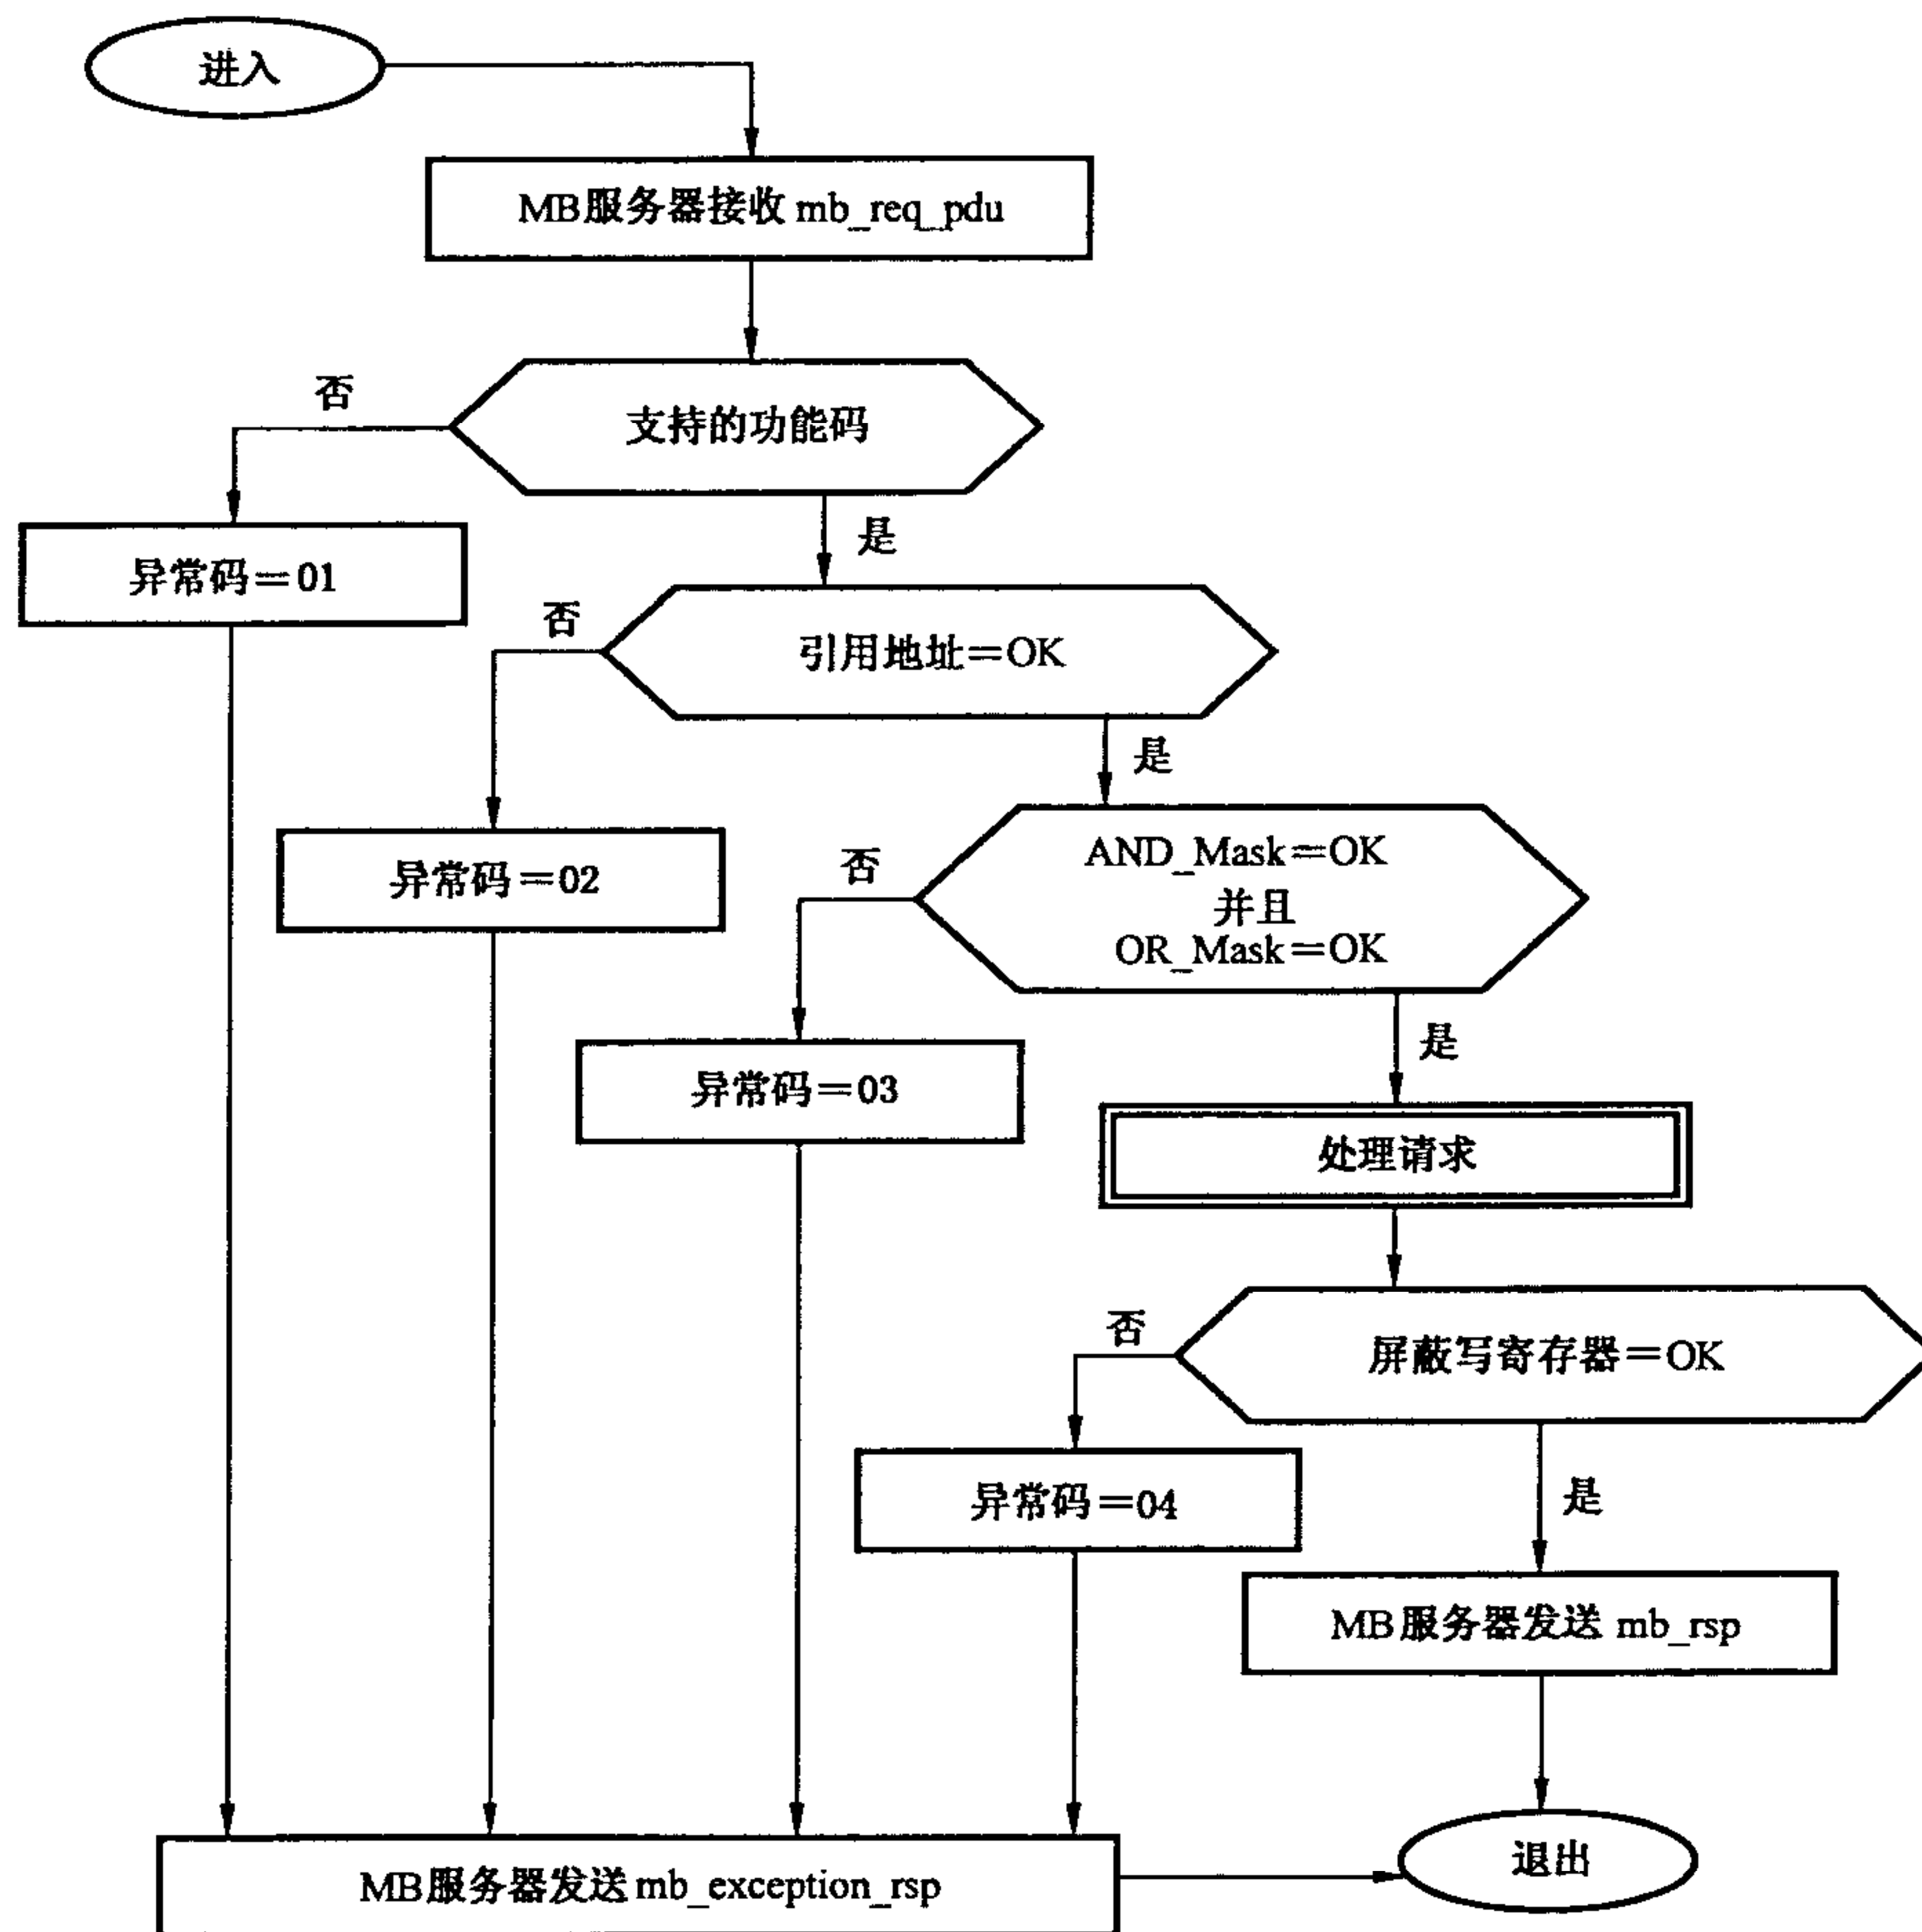 进入
MB服务器接收 mb_req_pdu
否
支持的功能码
是
异常码=01
否
引用地址=OK
是
异常码=02
否
AND_Mask=OK
并且
OR_Mask=OK
是
异常码=03
处理请求
否
屏蔽写寄存器=OK
异常码=04
是
MB服务器发送 mb_rsp
退出
MB服务器发送 mb_exception_rsp